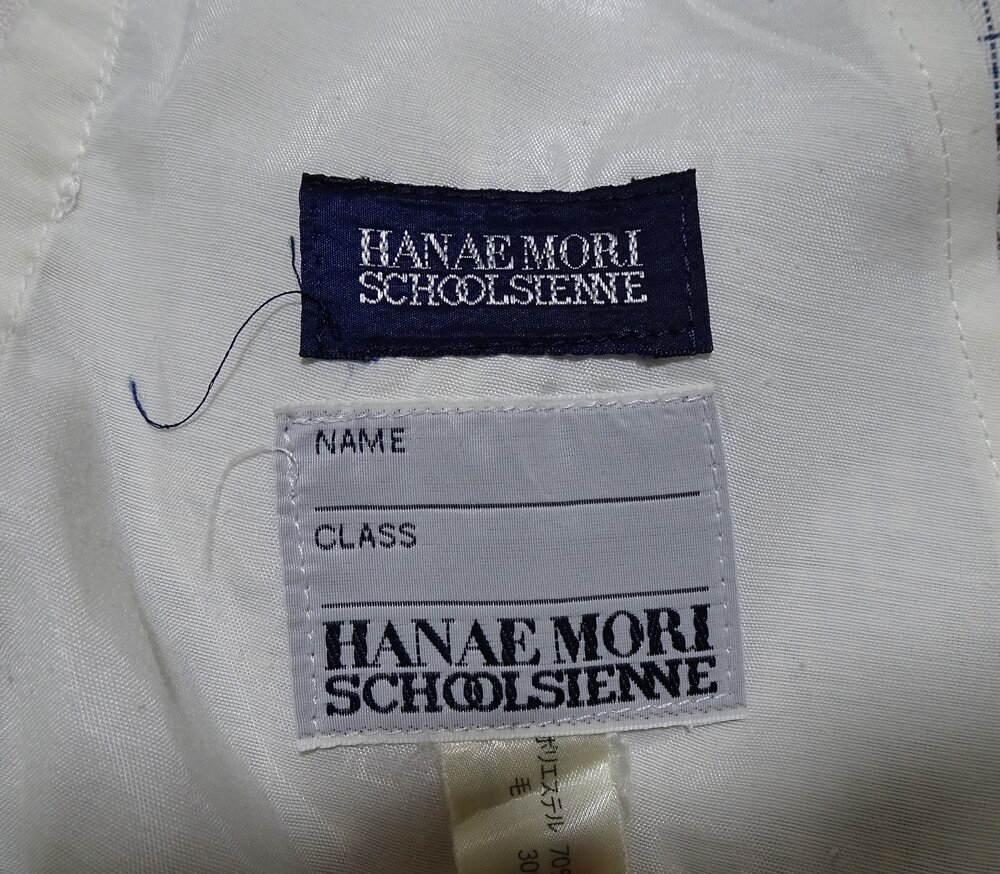 HANAE MORI
SCHOOLSIENNE
NAME
CLASS
HANAE MORI
SCHOOLSIENNE
ポリエステル 70%
毛 30